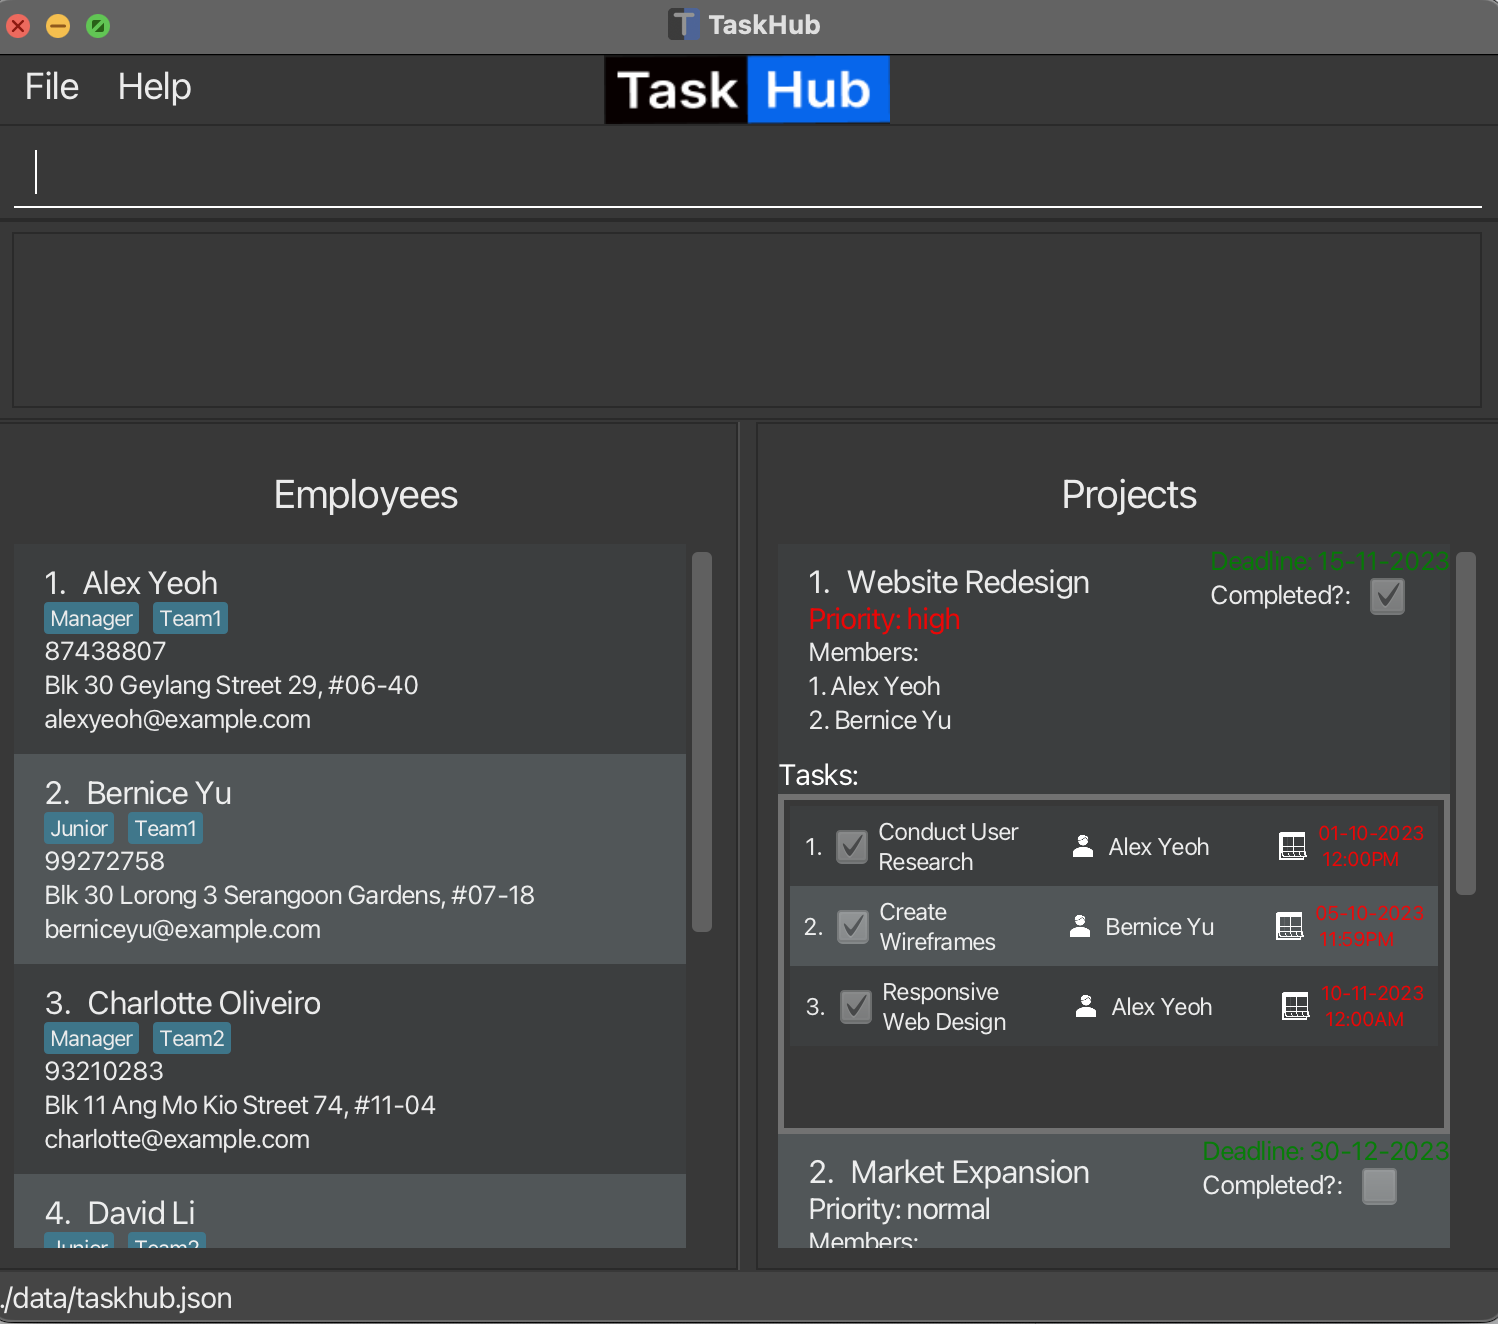 TaskHub
File Help
Task Hub
Employees
1. Alex Yeoh
Manager Team1
87438807
Blk 30 Geylang Street 29, #06-40
alexyeoh@example.com
2. Bernice Yu
Junior Team1
99272758
Blk 30 Lorong 3 Serangoon Gardens, #07-18
berniceyu@example.com
3. Charlotte Oliveiro
Manager Team2
93210283
Blk 11 Ang Mo Kio Street 74, #11-04
charlotte@example.com
4. David Li
Junior Team2
Projects
Deadline: 15-11-2023
1. Website Redesign
Completed?:
Priority: high
Members:
1. Alex Yeoh
2. Bernice Yu
Tasks:
1. Conduct User Research Alex Yeoh 01-10-2023 12:00PM
2. Create Wireframes Bernice Yu 05-10-2023 11:59PM
3. Responsive Web Design Alex Yeoh 10-11-2023 12:00AM
Deadline: 30-12-2023
2. Market Expansion
Completed?:
Priority: normal
Members:
./data/taskhub.json